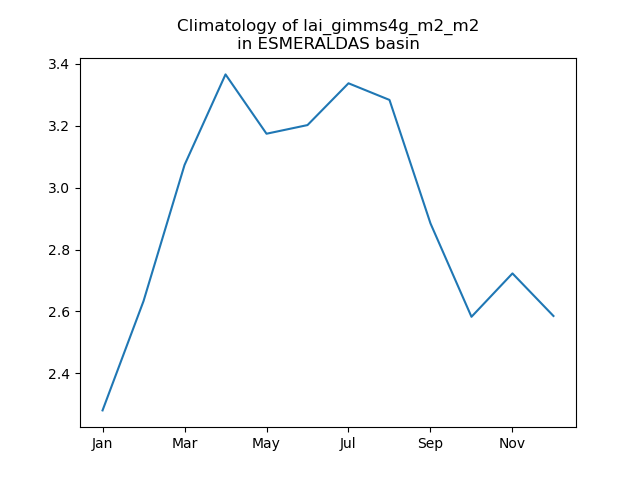 Climatology of lai_gimms4g_m2_m2
in ESMERALDAS basin
3.4
3.2
3.0
2.8
2.6
2.4
Jan Mar May Jul Sep Nov